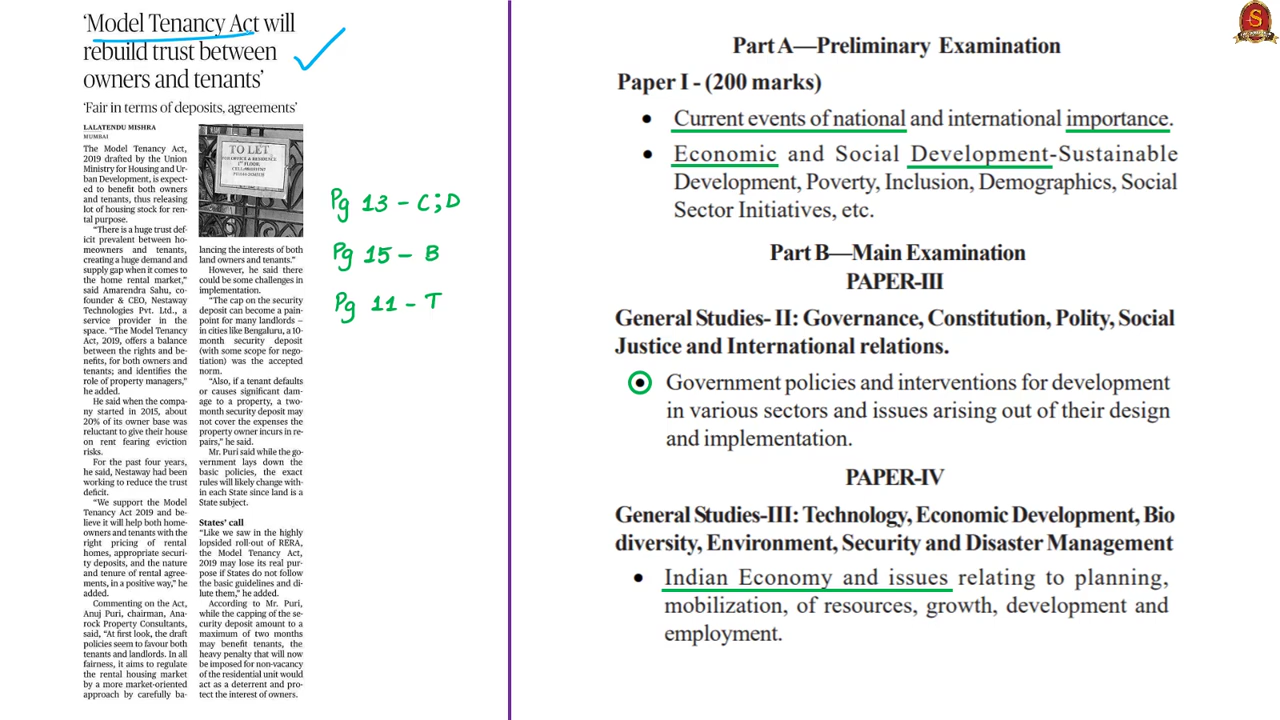 ‘Model Tenancy Act will
rebuild trust between
owners and tenants’
‘Fair in terms of deposits, agreements’
LALATENDU MISHRA
MUMBAI
The Model Tenancy Act,
2019 drafted by the Union
Ministry for Housing and Ur-
ban Development, is expect-
ed to benefit both owners
and tenants, thus releasing
lot of housing stock for ren-
tal purpose.
“There is a huge trust def-
icit prevalent between ho-
meowners and tenants,
creating a huge demand and
supply gap when it comes to
the home rental market,”
said Amarendra Sahu, co-
founder & CEO, Nestaway
Technologies Pvt. Ltd., a
service provider in the
space. “The Model Tenancy
Act, 2019, offers a balance
between the rights and be-
nefits, for both owners and
tenants; and identifies the
role of property managers,”
he added.
He said when the compa-
ny started in 2015, about
20% of its owner base was
reluctant to give their house
on rent fearing eviction
risks.
For the past four years,
he said, Nestaway had been
working to reduce the trust
deficit.
“We support the Model
Tenancy Act 2019 and be-
lieve it will help both home-
owners and tenants with the
right pricing of rental
homes, appropriate securi-
ty deposits, and the nature
and tenure of rental agree-
ments, in a positive way,” he
added.
Commenting on the Act,
Anuj Puri, chairman, Ana-
rock Property Consultants,
said, “At first look, the draft
policies seem to favour both
tenants and landlords. In all
fairness, it aims to regulate
the rental housing market
by a more market-oriented
approach by carefully ba-
TO LET
lancing the interests of both
land owners and tenants.”
However, he said there
could be some challenges in
implementation.
“The cap on the security
deposit can become a pain-
point for many landlords –
in cities like Bengaluru, a 10-
month security deposit
(with some scope for nego-
tiation) was the accepted
norm.
“Also, if a tenant defaults
or causes significant dam-
age to a property, a two-
month security deposit may
not cover the expenses the
property owner incurs in re-
pairs,” he said.
Mr. Puri said while the go-
vernment lays down the
basic policies, the exact
rules will likely change with-
in each State since land is a
State subject.
States’ call
“Like we saw in the highly
lopsided roll-out of RERA,
the Model Tenancy Act,
2019 may lose its real pur-
pose if States do not follow
the basic guidelines and di-
lute them,” he added.
According to Mr. Puri,
while the capping of the se-
curity deposit amount to a
maximum of two months
may benefit tenants, the
heavy penalty that will now
be imposed for non-vacancy
of the residential unit would
act as a deterrent and pro-
tect the interest of owners.
Pg 13 - C;D
Pg 15 - B
Pg 11 - T
Part A—Preliminary Examination
Paper I - (200 marks)
• Current events of national and international importance.
• Economic and Social Development-Sustainable
Development, Poverty, Inclusion, Demographics, Social
Sector Initiatives, etc.
Part B—Main Examination
PAPER-III
General Studies- II: Governance, Constitution, Polity, Social
Justice and International relations.
• Government policies and interventions for development
in various sectors and issues arising out of their design
and implementation.
PAPER-IV
General Studies-III: Technology, Economic Development, Bio
diversity, Environment, Security and Disaster Management
• Indian Economy and issues relating to planning,
mobilization, of resources, growth, development and
employment.
S